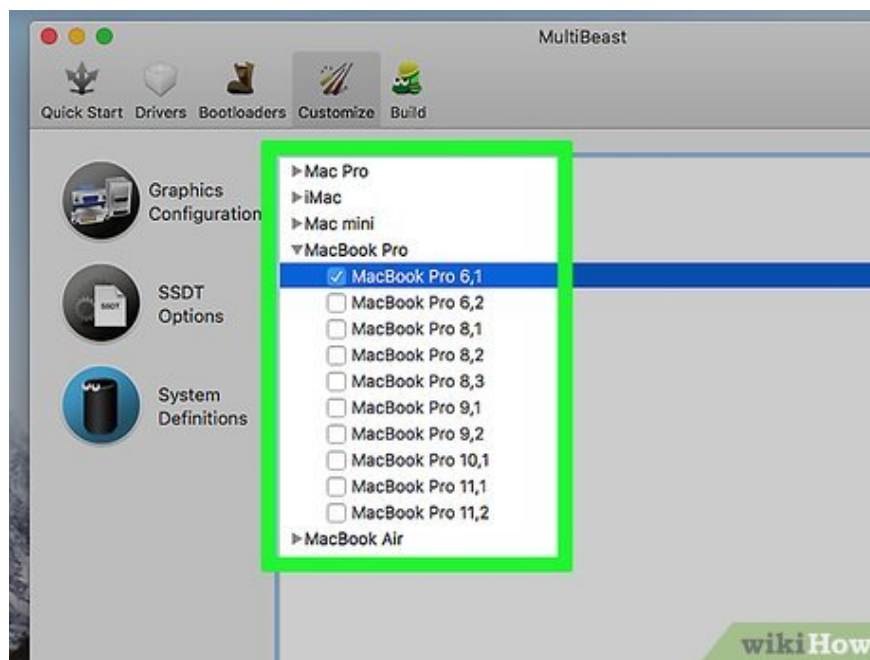 MultiBeast
Quick Start Drivers Bootloaders Customize Build
Graphics
Configuration
SSDT
SSDT
Options
System
Definitions
Mac Pro
iMac
Mac mini
MacBook Pro
MacBook Pro 6,1
MacBook Pro 6,2
MacBook Pro 8,1
MacBook Pro 8,2
MacBook Pro 8,3
MacBook Pro 9,1
MacBook Pro 9,2
MacBook Pro 10,1
MacBook Pro 11,1
MacBook Pro 11,2
MacBook Air
wikiHow